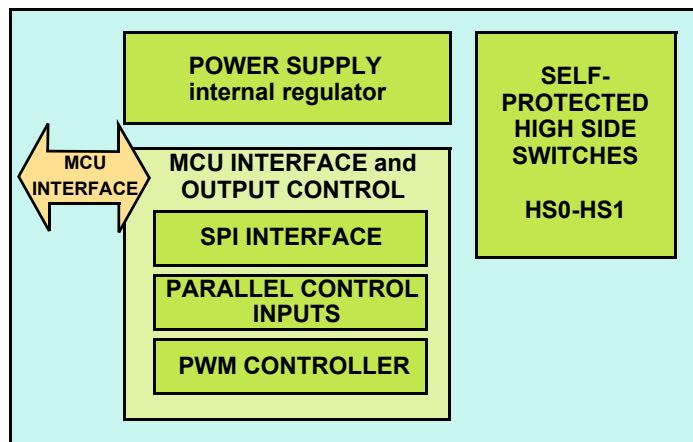 POWER SUPPLY
internal regulator
SELF-
PROTECTED
HIGH SIDE
SWITCHES
HS0-HS1
MCU
INTERFACE
MCU INTERFACE and
OUTPUT CONTROL
SPI INTERFACE
PARALLEL CONTROL
INPUTS
PWM CONTROLLER